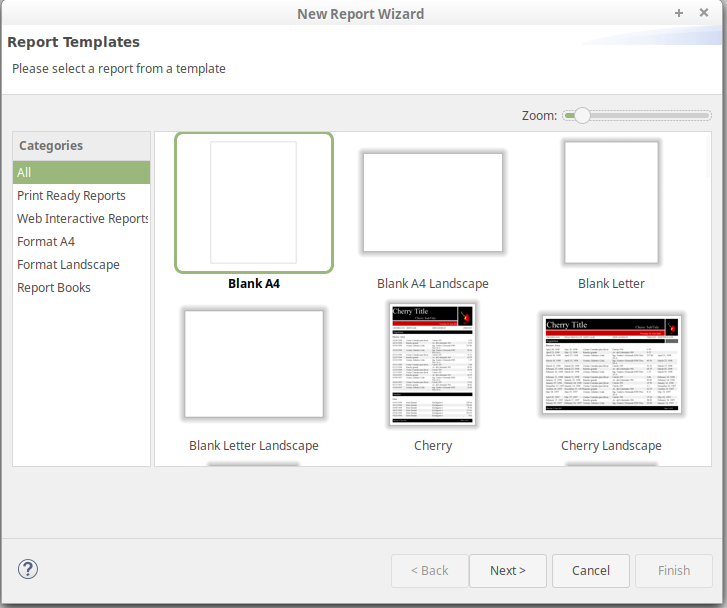 New Report Wizard
Report Templates
Please select a report from a template
Zoom:
Categories
All
Print Ready Reports
Web Interactive Reports
Format A4
Format Landscape
Report Books
Blank A4
Blank A4 Landscape
Blank Letter
Cherry Title
Cherry Title
Blank Letter Landscape
Cherry
Cherry Landscape
?
< Back
Next >
Cancel
Finish